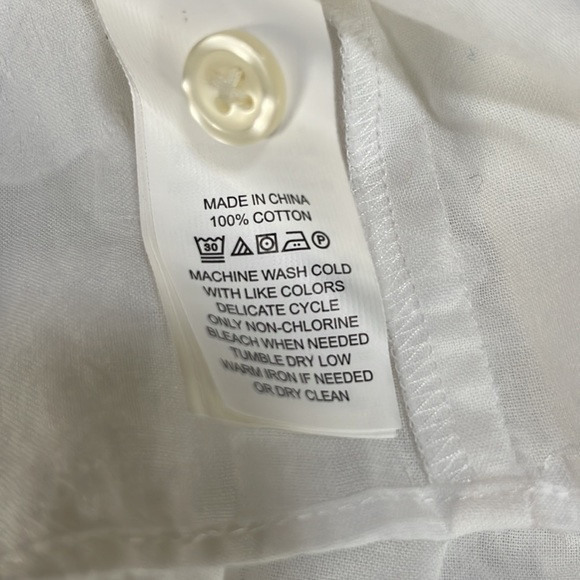 MADE IN CHINA
100% COTTON
30 P
MACHINE WASH COLD
WITH LIKE COLORS
DELICATE CYCLE
ONLY NON-CHLORINE
BLEACH WHEN NEEDED
TUMBLE DRY LOW
WARM IRON IF NEEDED
OR DRY CLEAN